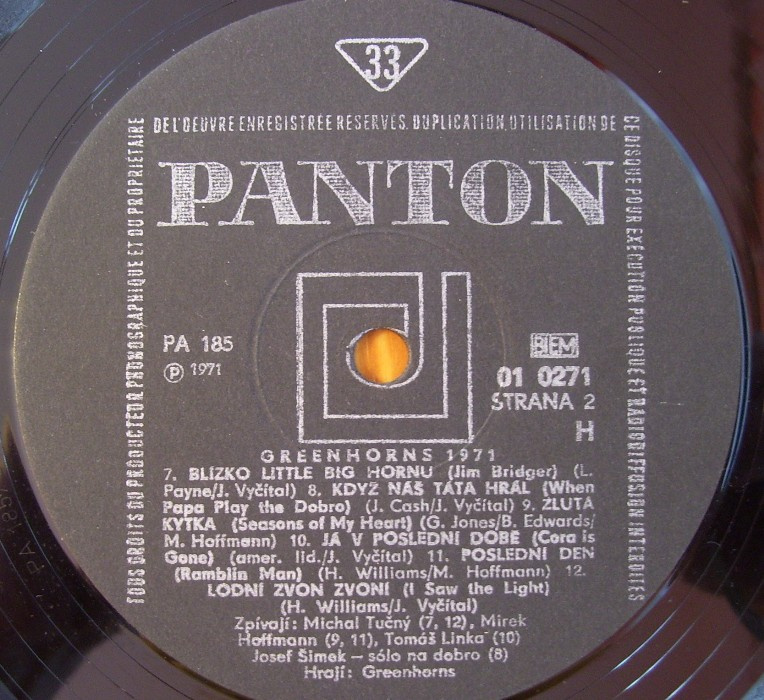 33
TOUS DROITS DU PRODUCTEUR PHONOGRAPHIQUE ET DU PROPRIETAIRE
DE L'OEUVRE ENREGISTREE RESERVES. DUPLICATION, UTILISATION DE
CE DISQUE POUR EXECUTION PUBLIQUE ET RADIODIFFUSION INTERDITES
PANTON
PA 185
Ⓟ 1971
BIEM
01 0271
STRANA 2
H
GREENHORNS 1971
7. BLÍZKO LITTLE BIG HORNU (Jim Bridger) (L.
Payne/J. Vyčítal) 8. KDYŽ NÁŠ TÁTA HRÁL (When
Papa Play the Dobro) (J. Cash/J. Vyčítal) 9. ŽLUTÁ
KYTKA (Seasons of My Heart) (G. Jones/B. Edwards/
M. Hoffmann) 10. JÁ V POSLEDNÍ DOBĚ (Cora is
Gone) (amer. lid./J. Vyčítal) 11. POSLEDNÍ DEN
(Ramblin Man) (H. Williams/M. Hoffmann) 12.
LODNÍ ZVON ZVONÍ (I Saw the Light)
(H. Williams/J. Vyčítal)
Zpívají: Michal Tučný (7, 12), Mirek
Hoffmann (9, 11), Tomáš Linka (10)
Josef Šimek – sólo na dobro (8)
Hrají: Greenhorns